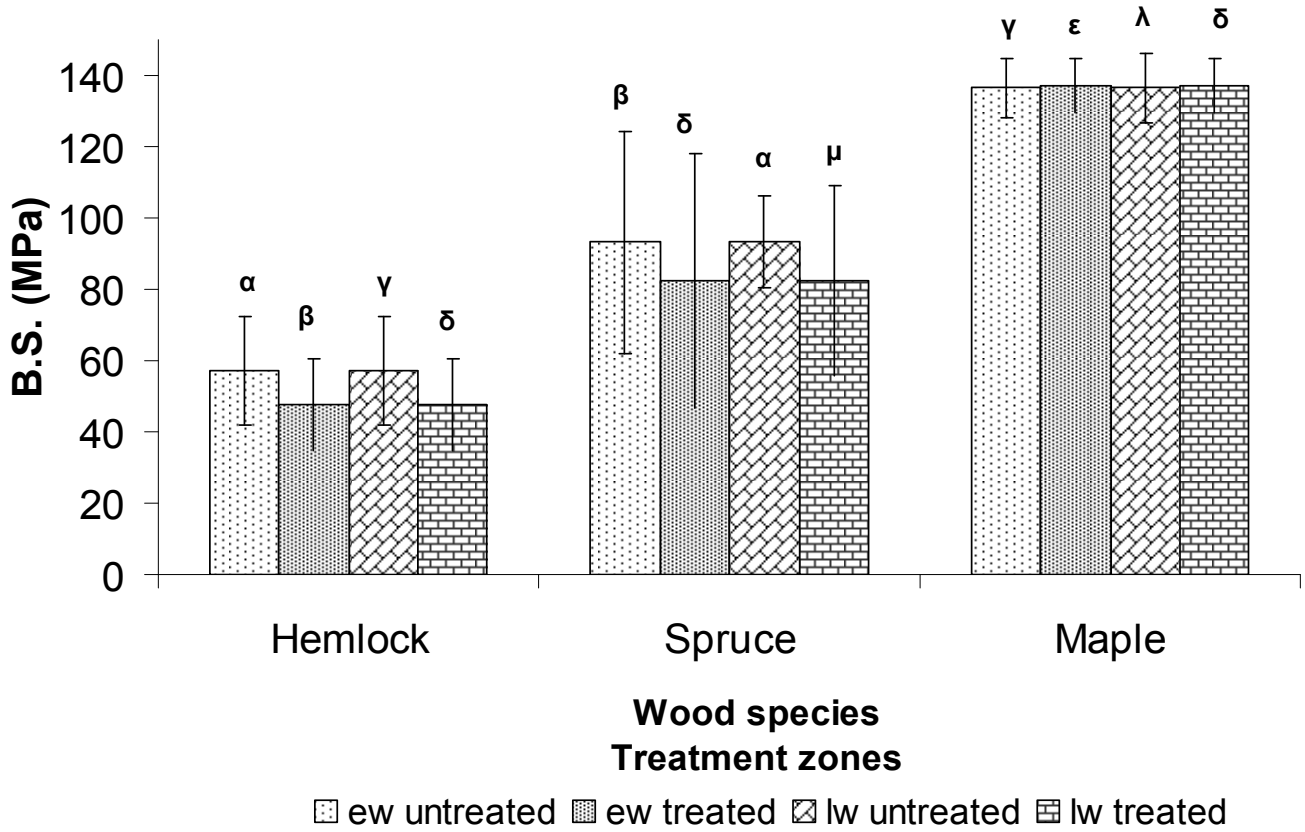 γ ε λ δ
β δ α μ
α β γ δ
B.S. (MPa)
140
120
100
80
60
40
20
0
Hemlock Spruce Maple
Wood species
Treatment zones
ew untreated ew treated lw untreated lw treated